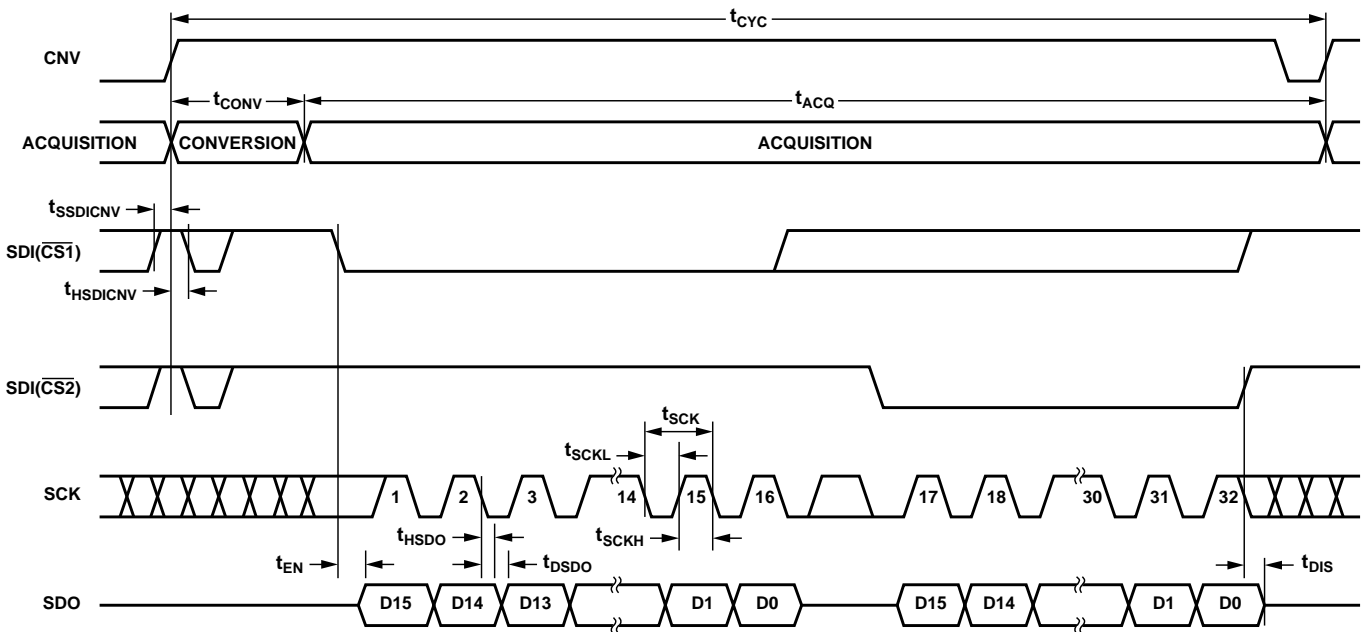 tCYC
CNV
tCONV
tACQ
ACQUISITION
CONVERSION
ACQUISITION
tSSDICNV
SDI(CS1)
tHSDICNV
SDI(CS2)
tSCK
tSCKL
SCK
1 2 3 14 15 16 17 18 30 31 32
tHSDO
tSCKH
tEN
tDSDO
tDIS
SDO
D15 D14 D13 D1 D0 D15 D14 D1 D0